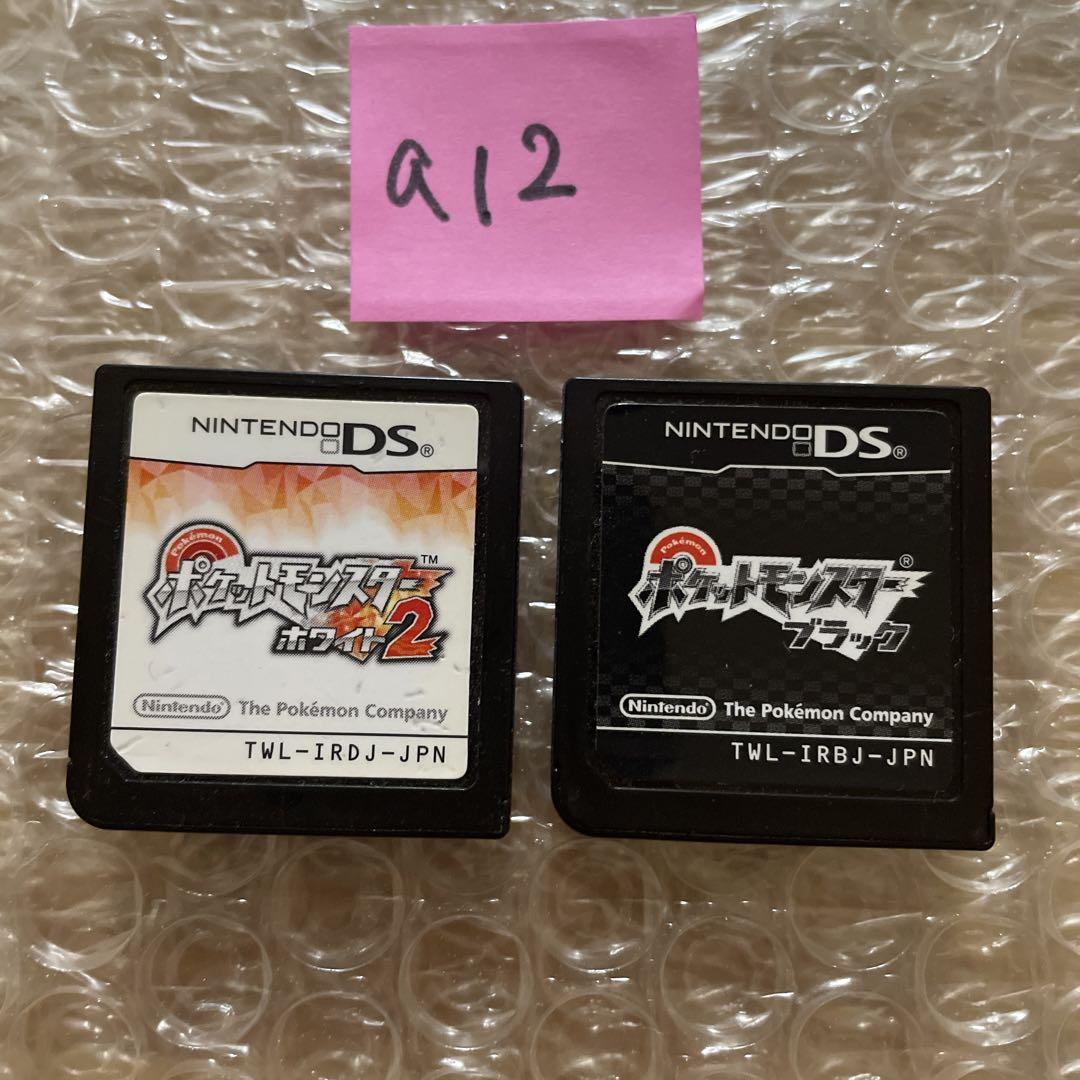 a12
NINTENDO DS®
Pokémon
ポケットモンスター™
ホワイト2
Nintendo The Pokémon Company
TWL-IRDJ-JPN
NINTENDO DS®
Pokémon
ポケットモンスター®
ブラック
Nintendo The Pokémon Company
TWL-IRBJ-JPN